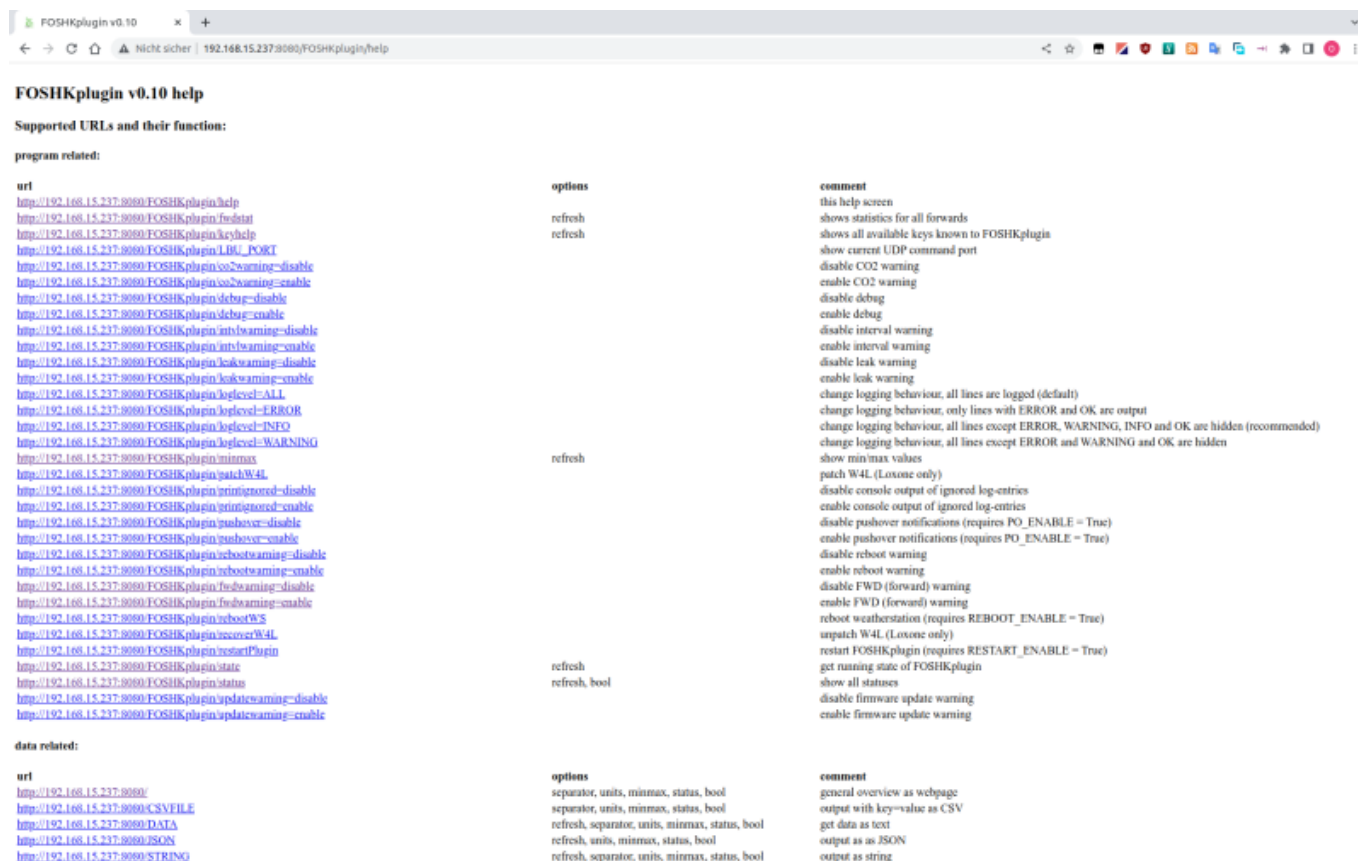 FOSHKplugin v0.10
Nicht sicher 192.168.15.237:8080/FOSHKplugin/help
FOSHKplugin v0.10 help
Supported URLs and their function:
program related:
url options comment
http://192.168.15.237:8080/FOSHKplugin/help this help screen
http://192.168.15.237:8080/FOSHKplugin/fwdstat refresh shows statistics for all forwards
http://192.168.15.237:8080/FOSHKplugin/keyhelp refresh shows all available keys known to FOSHKplugin
http://192.168.15.237:8080/FOSHKplugin/LBU_PORT show current UDP command port
http://192.168.15.237:8080/FOSHKplugin/co2warning=disable disable CO2 warning
http://192.168.15.237:8080/FOSHKplugin/co2warning=enable enable CO2 warning
http://192.168.15.237:8080/FOSHKplugin/debug=disable disable debug
http://192.168.15.237:8080/FOSHKplugin/debug=enable enable debug
http://192.168.15.237:8080/FOSHKplugin/intvlwarning=disable disable interval warning
http://192.168.15.237:8080/FOSHKplugin/intvlwarning=enable enable interval warning
http://192.168.15.237:8080/FOSHKplugin/leakwarning=disable disable leak warning
http://192.168.15.237:8080/FOSHKplugin/leakwarning=enable enable leak warning
http://192.168.15.237:8080/FOSHKplugin/loglevel=ALL change logging behaviour, all lines are logged (default)
http://192.168.15.237:8080/FOSHKplugin/loglevel=ERROR change logging behaviour, only lines with ERROR and OK are output
http://192.168.15.237:8080/FOSHKplugin/loglevel=INFO change logging behaviour, all lines except ERROR, WARNING, INFO and OK are hidden (recommended)
http://192.168.15.237:8080/FOSHKplugin/loglevel=WARNING change logging behaviour, all lines except ERROR and WARNING and OK are hidden
http://192.168.15.237:8080/FOSHKplugin/minmax refresh show min/max values
http://192.168.15.237:8080/FOSHKplugin/patchW4L patch W4L (Loxone only)
http://192.168.15.237:8080/FOSHKplugin/printignored=disable disable console output of ignored log-entries
http://192.168.15.237:8080/FOSHKplugin/printignored=enable enable console output of ignored log-entries
http://192.168.15.237:8080/FOSHKplugin/pushover=disable disable pushover notifications (requires PO_ENABLE = True)
http://192.168.15.237:8080/FOSHKplugin/pushover=enable enable pushover notifications (requires PO_ENABLE = True)
http://192.168.15.237:8080/FOSHKplugin/rebootwarning=disable disable reboot warning
http://192.168.15.237:8080/FOSHKplugin/rebootwarning=enable enable reboot warning
http://192.168.15.237:8080/FOSHKplugin/fwdwarning=disable disable FWD (forward) warning
http://192.168.15.237:8080/FOSHKplugin/fwdwarning=enable enable FWD (forward) warning
http://192.168.15.237:8080/FOSHKplugin/rebootWS reboot weatherstation (requires REBOOT_ENABLE = True)
http://192.168.15.237:8080/FOSHKplugin/recoverW4L unpatch W4L (Loxone only)
http://192.168.15.237:8080/FOSHKplugin/restartPlugin restart FOSHKplugin (requires RESTART_ENABLE = True)
http://192.168.15.237:8080/FOSHKplugin/state refresh get running state of FOSHKplugin
http://192.168.15.237:8080/FOSHKplugin/status refresh, bool show all statuses
http://192.168.15.237:8080/FOSHKplugin/updatewarning=disable disable firmware update warning
http://192.168.15.237:8080/FOSHKplugin/updatewarning=enable enable firmware update warning
data related:
url options comment
http://192.168.15.237:8080/ separator, units, minmax, status, bool general overview as webpage
http://192.168.15.237:8080/CSVFILE separator, units, minmax, status, bool output with key=value as CSV
http://192.168.15.237:8080/DATA refresh, separator, units, minmax, status, bool get data as text
http://192.168.15.237:8080/JSON refresh, units, minmax, status, bool output as as JSON
http://192.168.15.237:8080/STRING refresh, separator, units, minmax, status, bool output as string